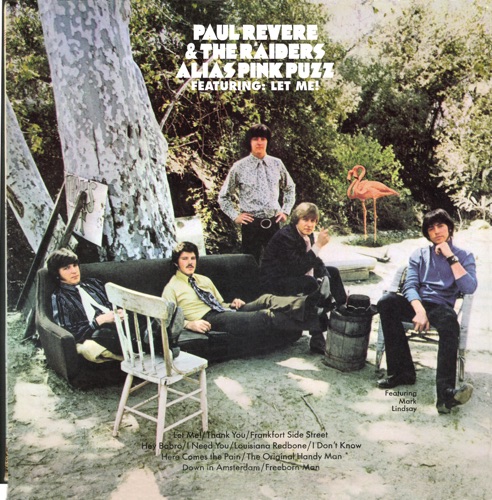 PAUL REVERE
& THE RAIDERS
ALIAS PINK PUZZ
FEATURING: LET ME!
Featuring
Mark
Lindsay
Let Me!/Thank You/Frankfort Side Street
Hey Babro/I Need You/Louisiana Redbone/I Don't Know
Here Comes the Pain/The Original Handy Man
Down in Amsterdam/Freeborn Man